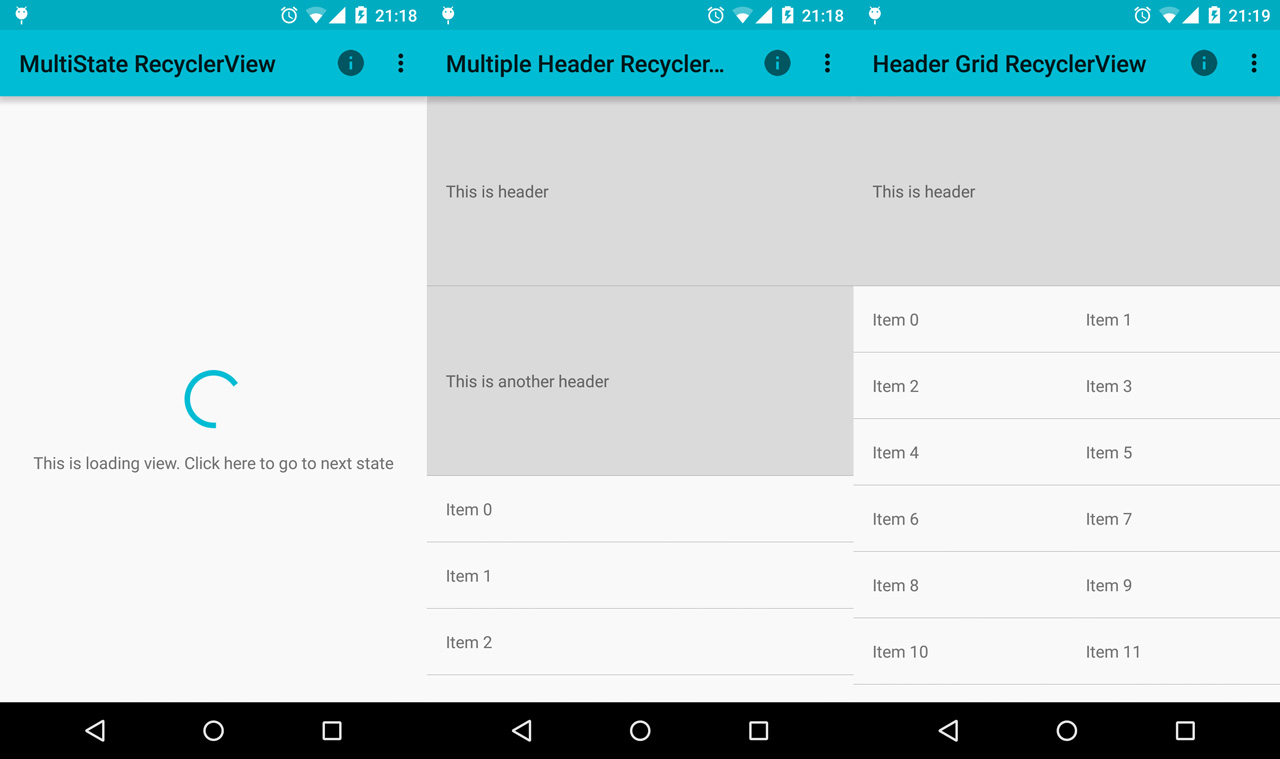 21:18
MultiState RecyclerView
This is loading view. Click here to go to next state
21:18
Multiple Header Recycler...
This is header
This is another header
Item 0
Item 1
Item 2
21:19
Header Grid RecyclerView
This is header
Item 0 Item 1
Item 2 Item 3
Item 4 Item 5
Item 6 Item 7
Item 8 Item 9
Item 10 Item 11